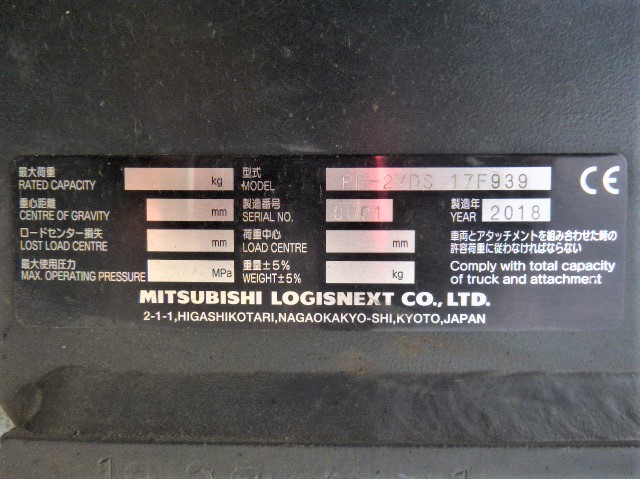 最大荷重
RATED CAPACITY kg
型式
MODEL 17F939
CE
重心距離
CENTRE OF GRAVITY mm
製造番号
SERIAL NO. 0001
製造年
YEAR 2018
ロードセンター損失
LOST LOAD CENTRE mm
荷重中心
LOAD CENTRE mm
車両とアタッチメントを組み合わせた時の
許容荷重に従わなければならない
最大使用圧力
MAX. OPERATING PRESSURE MPa
重量±5%
WEIGHT±5% kg
Comply with total capacity
of truck and attachment
MITSUBISHI LOGISNEXT CO., LTD.
2-1-1,HIGASHIKOTARI,NAGAOKAKYO-SHI,KYOTO,JAPAN